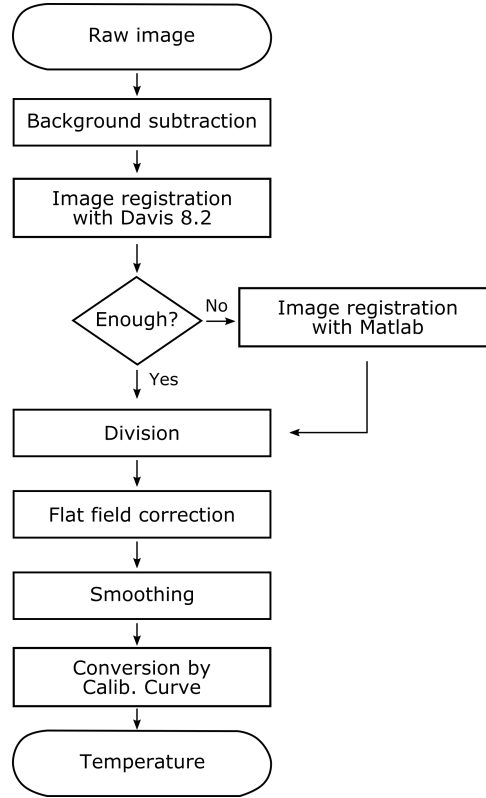 Raw image
Background subtraction
Image registration
with Davis 8.2
Enough?
No
Image registration
with Matlab
Yes
Division
Flat field correction
Smoothing
Conversion by
Calib. Curve
Temperature